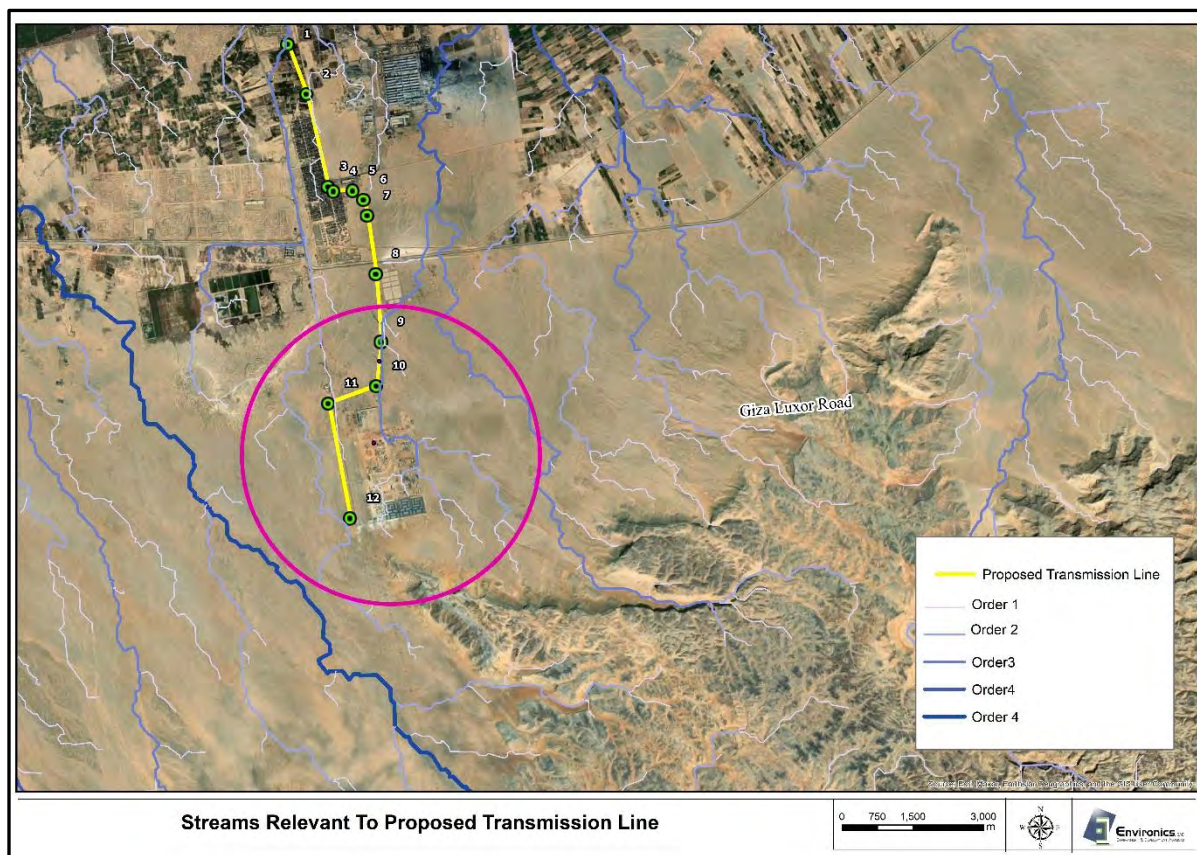 1
2
3
4
5
6
7
8
9
10
11
12
Giza Luxor Road
Proposed Transmission Line
Order 1
Order 2
Order3
Order4
Order 4
Streams Relevant To Proposed Transmission Line
0 750 1,500 3,000
m
N
W E
S
Environics